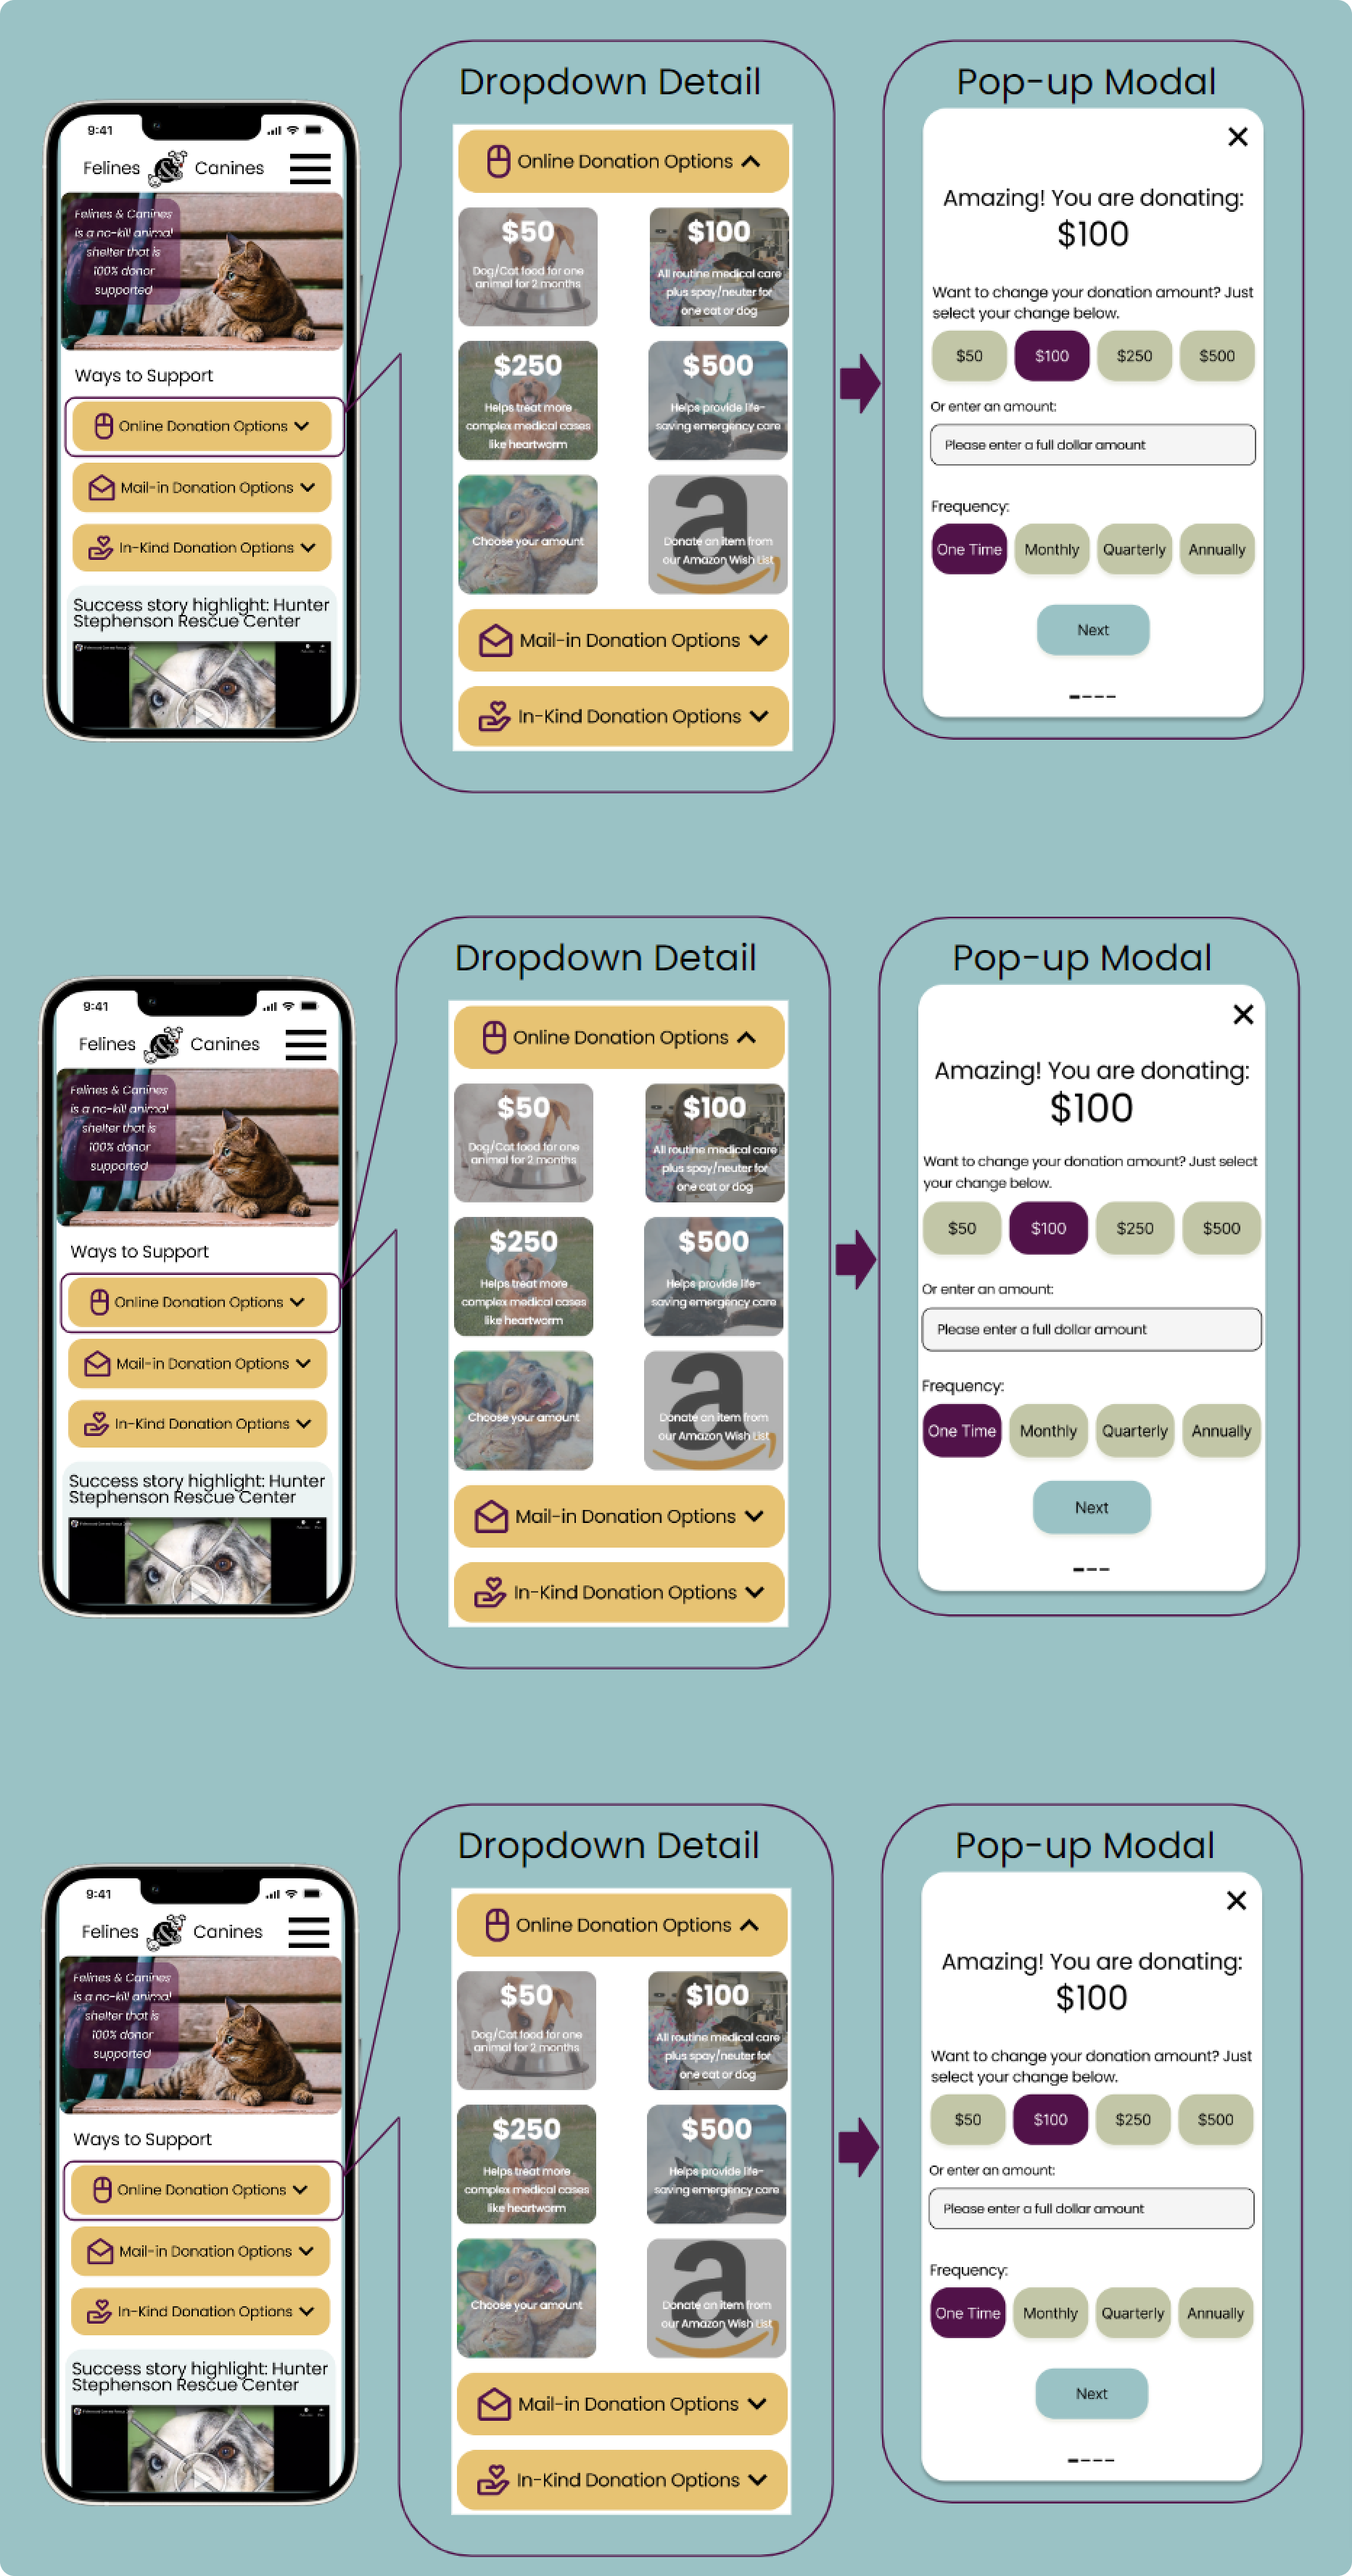 Dropdown Detail
Pop-up Modal
9:41
Felines & Canines
Felines & Canines
is a no-kill animal
shelter that is
100% donor
supported
Ways to Support
Online Donation Options
Mail-in Donation Options
In-Kind Donation Options
Success story highlight: Hunter
Stephenson Rescue Center
Online Donation Options
$50
Dog/Cat food for one
animal for 2 months
$100
All routine medical care
plus spay/neuter for
one cat or dog
$250
Helps treat more
complex medical cases
like heartworm
$500
Helps provide life-
saving emergency care
Choose your amount
Donate an item from
our Amazon Wish List
Mail-in Donation Options
In-Kind Donation Options
Amazing! You are donating:
$100
Want to change your donation amount? Just
select your change below.
$50 $100 $250 $500
Or enter an amount:
Please enter a full dollar amount
Frequency:
One Time Monthly Quarterly Annually
Next
Dropdown Detail
Pop-up Modal
9:41
Felines & Canines
Felines & Canines
is a no-kill animal
shelter that is
100% donor
supported
Ways to Support
Online Donation Options
Mail-in Donation Options
In-Kind Donation Options
Success story highlight: Hunter
Stephenson Rescue Center
Online Donation Options
$50
Dog/Cat food for one
animal for 2 months
$100
All routine medical care
plus spay/neuter for
one cat or dog
$250
Helps treat more
complex medical cases
like heartworm
$500
Helps provide life-
saving emergency care
Choose your amount
Donate an item from
our Amazon Wish List
Mail-in Donation Options
In-Kind Donation Options
Amazing! You are donating:
$100
Want to change your donation amount? Just select
your change below.
$50 $100 $250 $500
Or enter an amount:
Please enter a full dollar amount
Frequency:
One Time Monthly Quarterly Annually
Next
Dropdown Detail
Pop-up Modal
9:41
Felines & Canines
Felines & Canines
is a no-kill animal
shelter that is
100% donor
supported
Ways to Support
Online Donation Options
Mail-in Donation Options
In-Kind Donation Options
Success story highlight: Hunter
Stephenson Rescue Center
Online Donation Options
$50
Dog/Cat food for one
animal for 2 months
$100
All routine medical care
plus spay/neuter for
one cat or dog
$250
Helps treat more
complex medical cases
like heartworm
$500
Helps provide life-
saving emergency care
Choose your amount
Donate an item from
our Amazon Wish List
Mail-in Donation Options
In-Kind Donation Options
Amazing! You are donating:
$100
Want to change your donation amount? Just
select your change below.
$50 $100 $250 $500
Or enter an amount:
Please enter a full dollar amount
Frequency:
One Time Monthly Quarterly Annually
Next